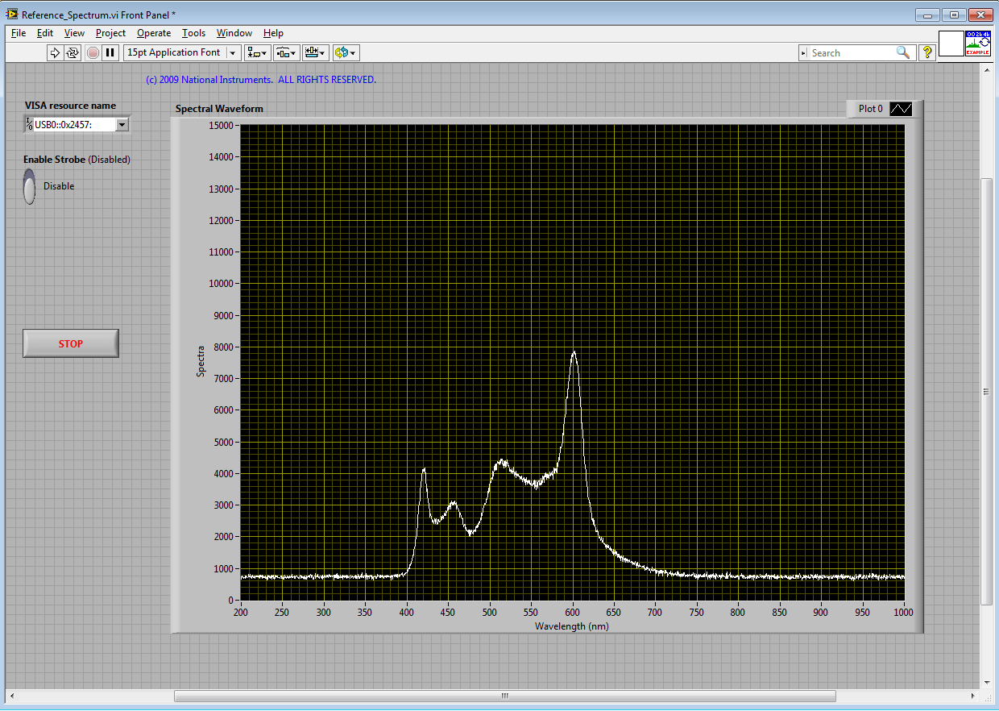 Reference_Spectrum.vi Front Panel *
File Edit View Project Operate Tools Window Help
15pt Application Font
Search
?
EXAMPLE
(c) 2009 National Instruments. ALL RIGHTS RESERVED.
VISA resource name
I/O USB0::0x2457:
Enable Strobe (Disabled)
Disable
STOP
Spectral Waveform
Plot 0
15000
14000
13000
12000
11000
10000
9000
8000
7000
6000
5000
4000
3000
2000
1000
0
Spectra
200 250 300 350 400 450 500 550 600 650 700 750 800 850 900 950 1000
Wavelength (nm)